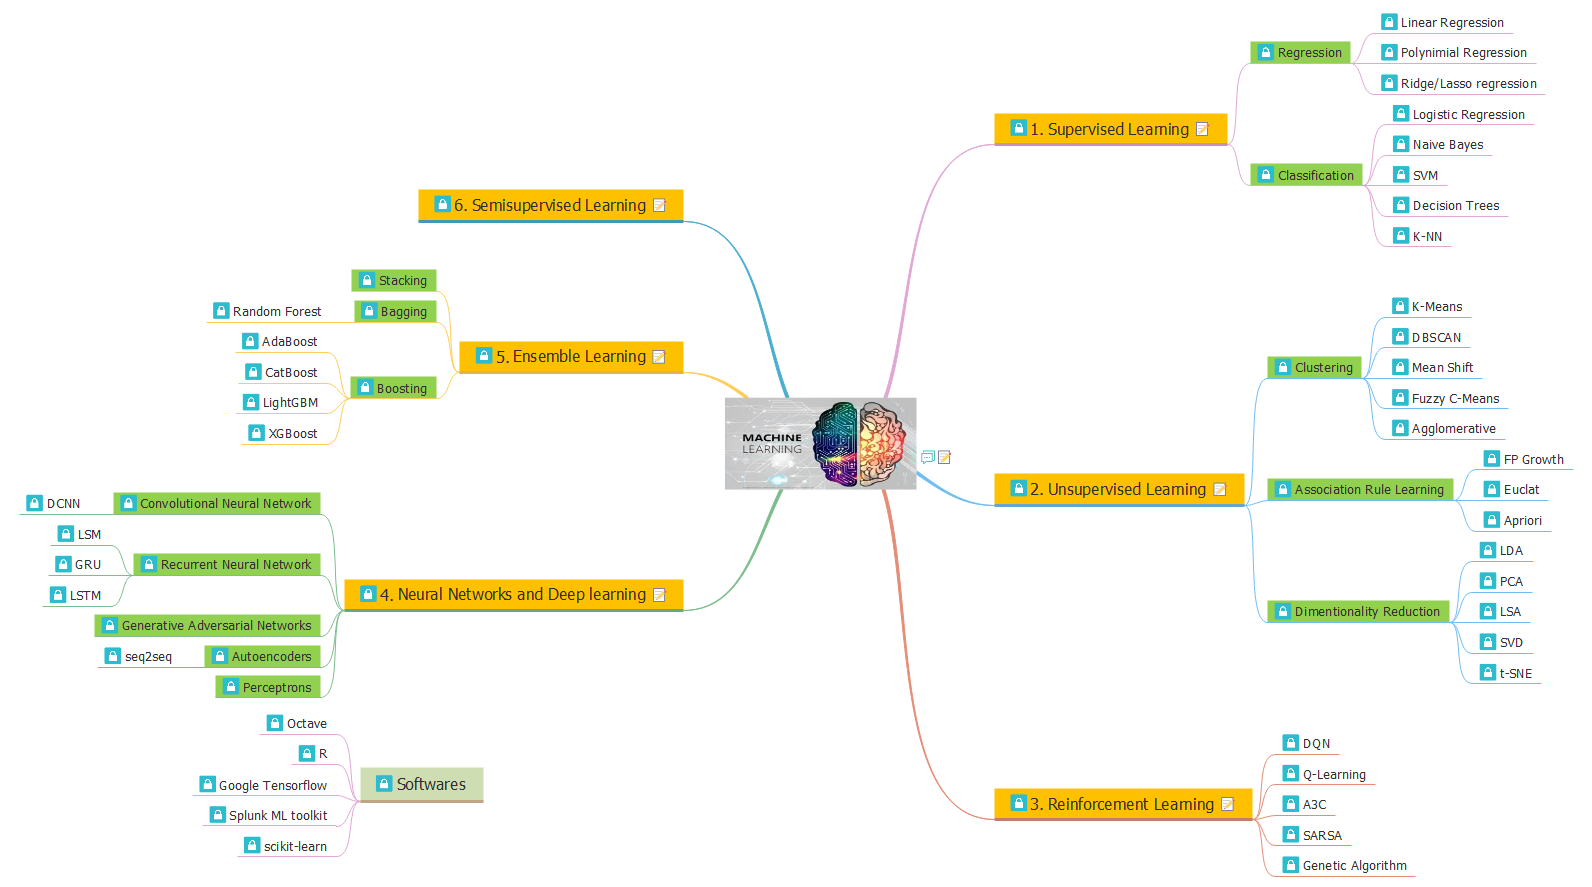 MACHINE
LEARNING
1. Supervised Learning
Regression
Linear Regression
Polynimial Regression
Ridge/Lasso regression
Classification
Logistic Regression
Naive Bayes
SVM
Decision Trees
K-NN
2. Unsupervised Learning
Clustering
K-Means
DBSCAN
Mean Shift
Fuzzy C-Means
Agglomerative
Association Rule Learning
FP Growth
Euclat
Apriori
Dimentionality Reduction
LDA
PCA
LSA
SVD
t-SNE
3. Reinforcement Learning
DQN
Q-Learning
A3C
SARSA
Genetic Algorithm
4. Neural Networks and Deep learning
Convolutional Neural Network
DCNN
Recurrent Neural Network
LSM
GRU
LSTM
Generative Adversarial Networks
Autoencoders
seq2seq
Perceptrons
5. Ensemble Learning
Stacking
Bagging
Random Forest
Boosting
AdaBoost
CatBoost
LightGBM
XGBoost
6. Semisupervised Learning
Softwares
Octave
R
Google Tensorflow
Splunk ML toolkit
scikit-learn